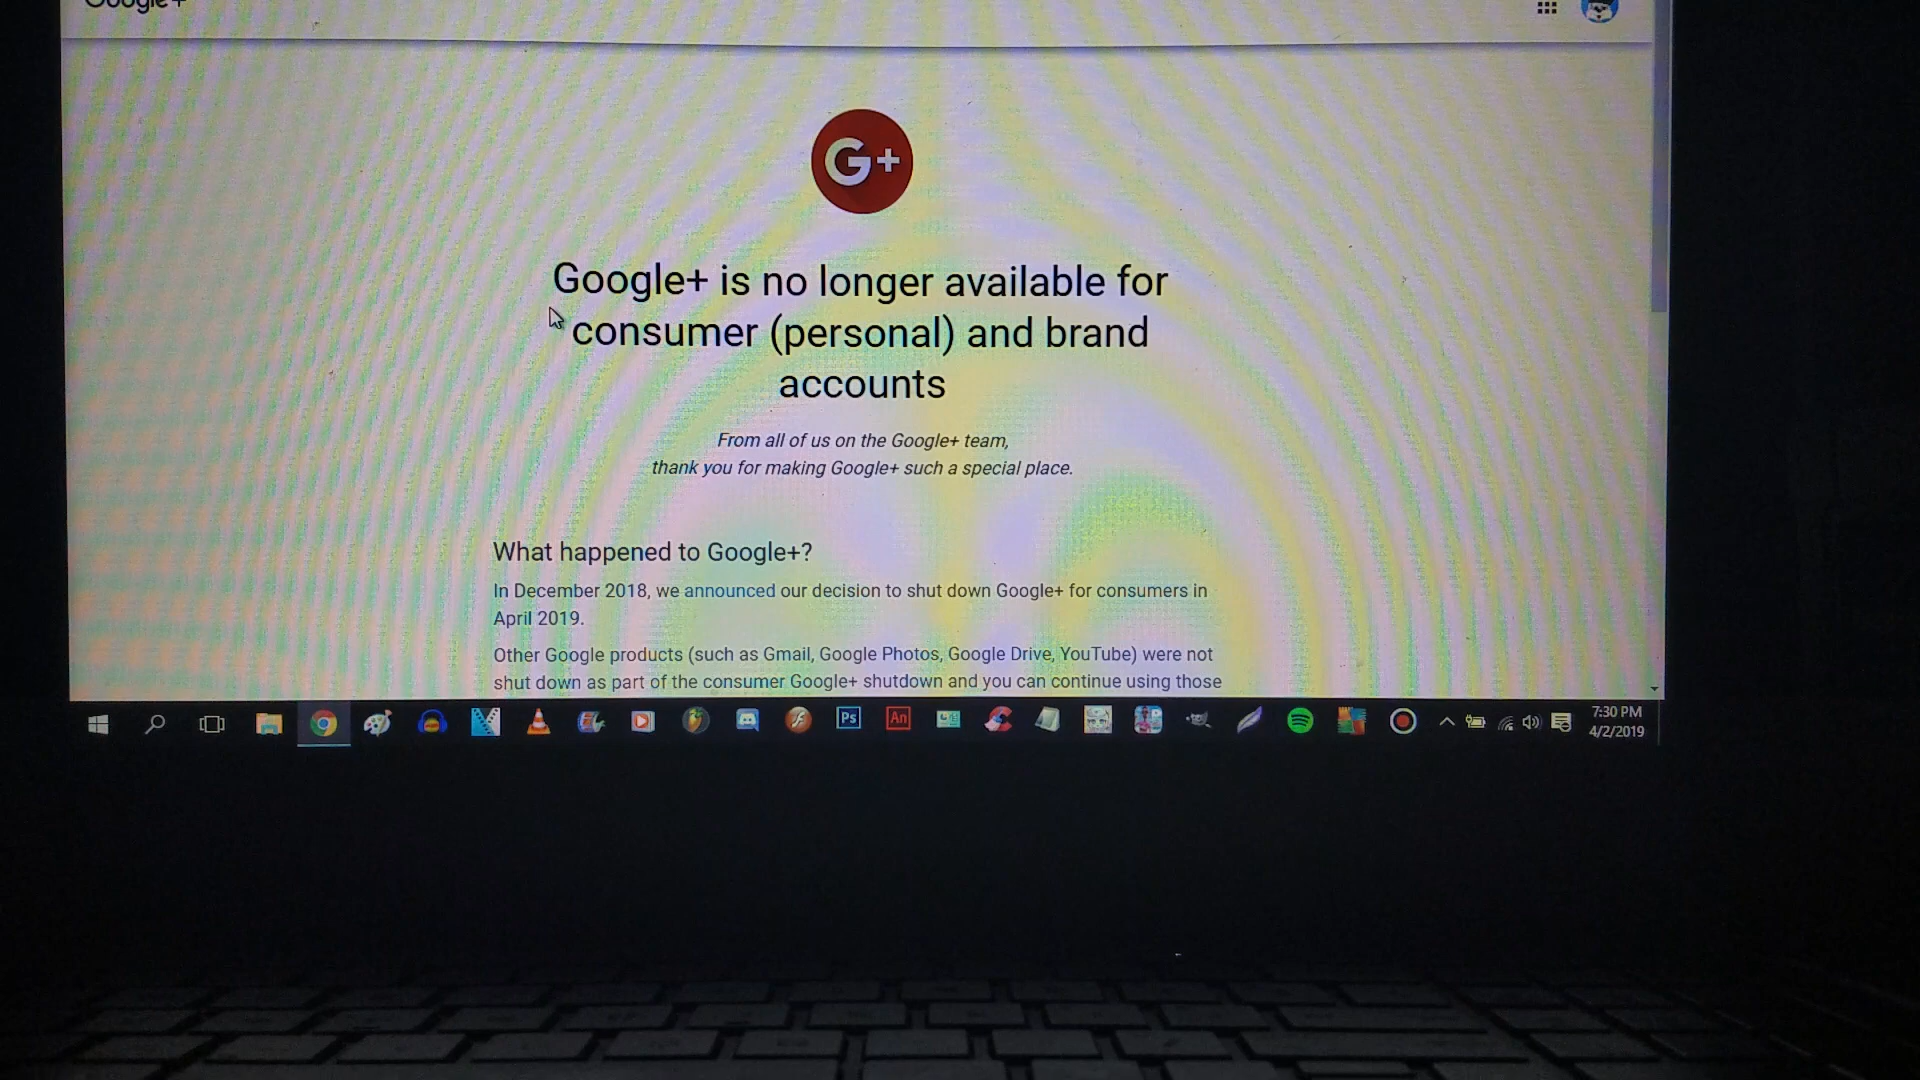 Google+
G+
Google+ is no longer available for
consumer (personal) and brand
accounts
From all of us on the Google+ team,
thank you for making Google+ such a special place.
What happened to Google+?
In December 2018, we announced our decision to shut down Google+ for consumers in
April 2019.
Other Google products (such as Gmail, Google Photos, Google Drive, YouTube) were not
shut down as part of the consumer Google+ shutdown and you can continue using those
Ps
An
7:30 PM
4/2/2019